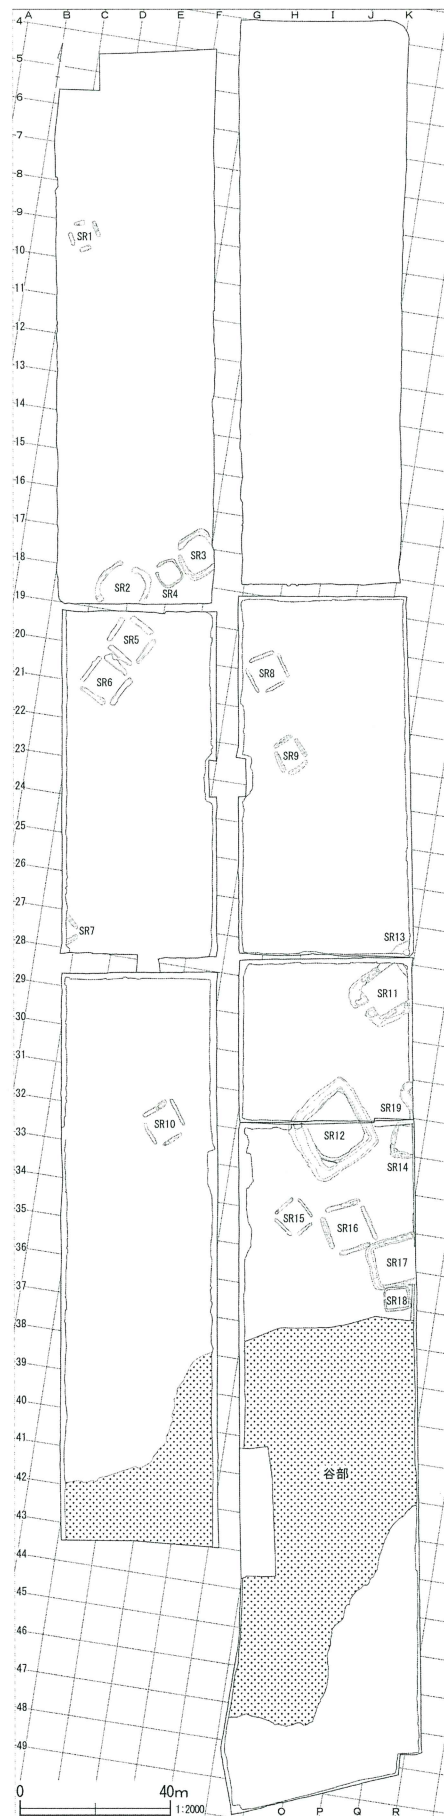 A B C D E F G H I J K
4
5
6
7
8
9
SR1
10
11
12
13
14
15
16
17
SR3
18
SR2
SR4
19
20
SR5
21
SR6
SR8
22
23
SR9
24
25
26
27
SR7
SR13
28
29
SR11
30
31
32
SR19
SR10
SR12
33
SR14
34
35
SR15
SR16
36
SR17
37
SR18
38
39
40
41
谷部
42
43
44
45
46
47
48
49
0 40m
1:2000
O P Q R